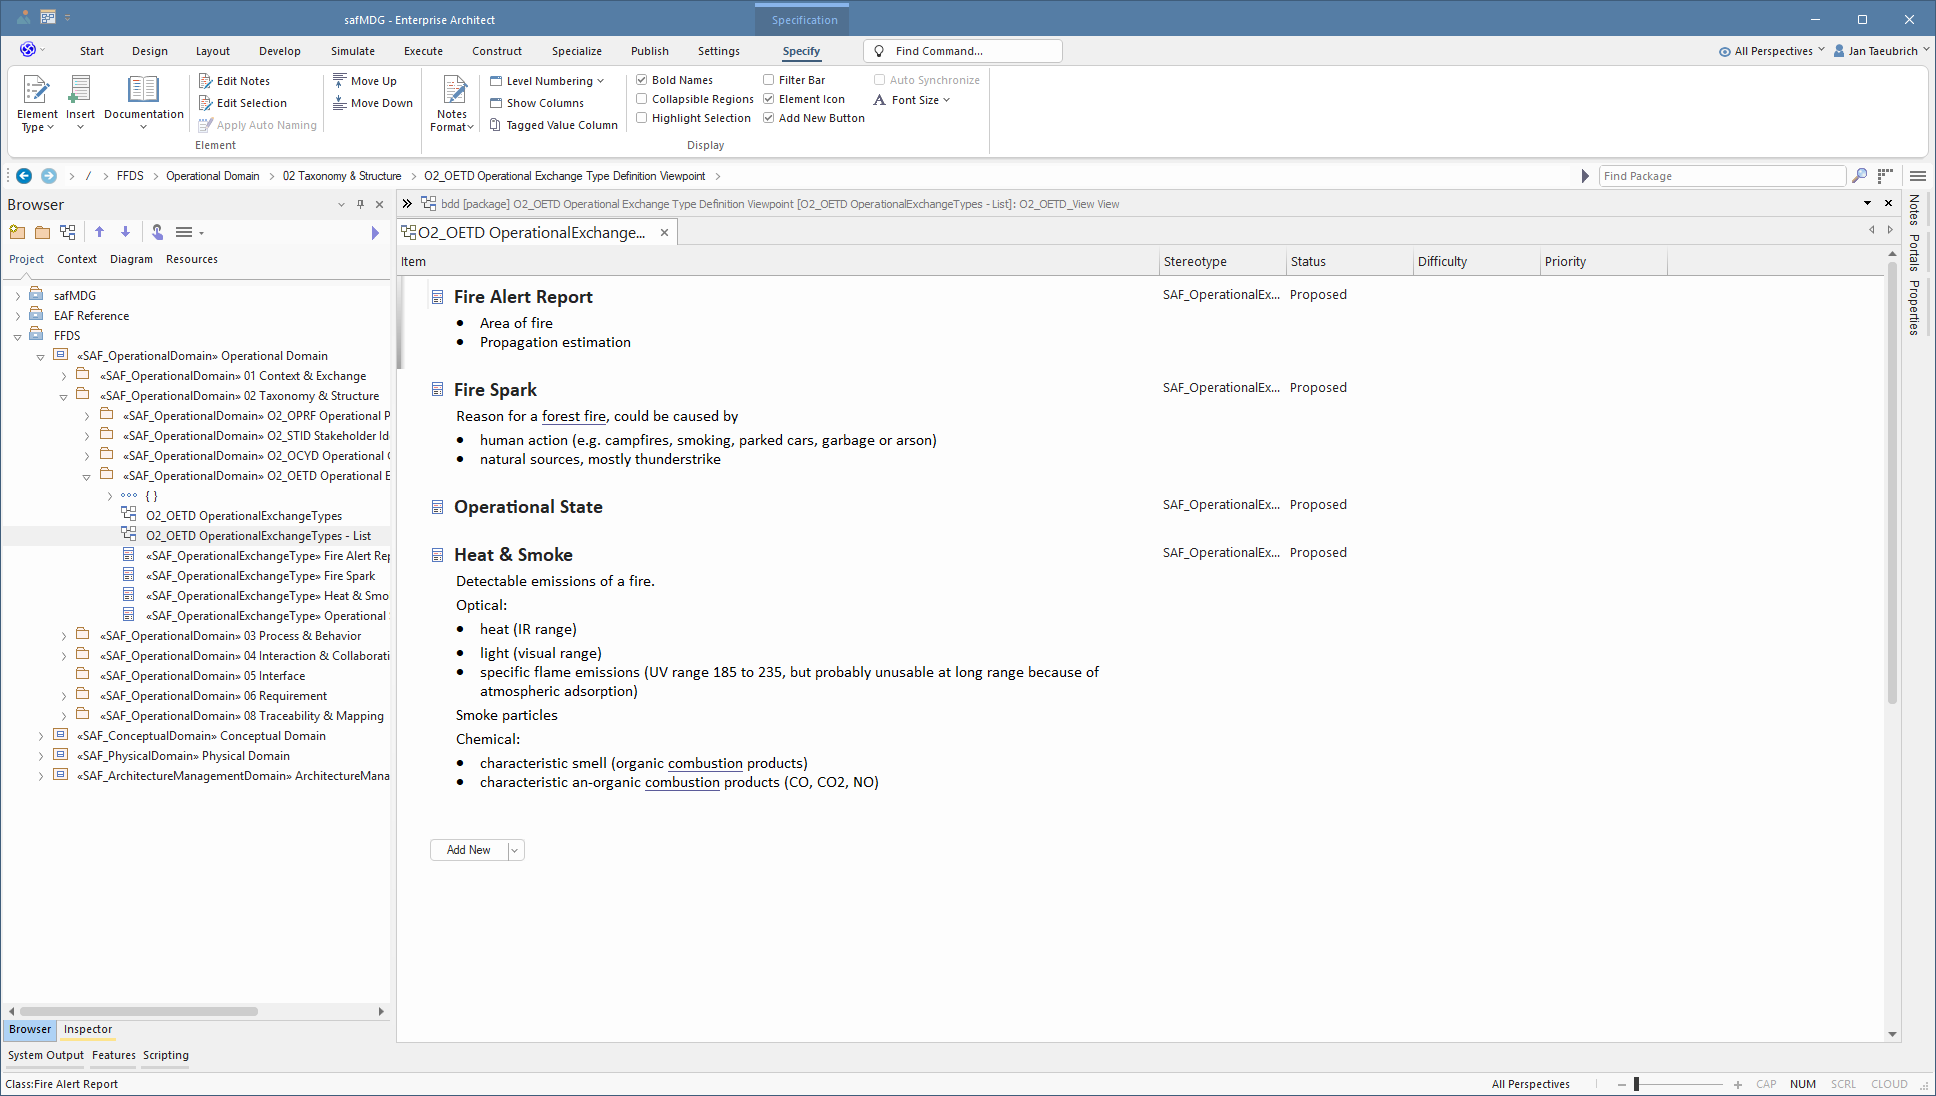 safMDG - Enterprise Architect
Specification
Start Design Layout Develop Simulate Execute Construct Specialize Publish Settings Specify Find Command... All Perspectives Jan Taeubrich
Element Type
Insert
Documentation
Edit Notes
Edit Selection
Apply Auto Naming
Move Up
Move Down
Element
Notes Format
Level Numbering
Show Columns
Tagged Value Column
Bold Names
Collapsible Regions
Highlight Selection
Filter Bar
Element Icon
Add New Button
Auto Synchronize
Font Size
Display
/ FFDS Operational Domain 02 Taxonomy & Structure O2_OETD Operational Exchange Type Definition Viewpoint Find Package
Browser
Project Context Diagram Resources
safMDG
EAF Reference
FFDS
«SAF_OperationalDomain» Operational Domain
«SAF_OperationalDomain» 01 Context & Exchange
«SAF_OperationalDomain» 02 Taxonomy & Structure
«SAF_OperationalDomain» O2_OPRF Operational P
«SAF_OperationalDomain» O2_STID Stakeholder Id
«SAF_OperationalDomain» O2_OCYD Operational C
«SAF_OperationalDomain» O2_OETD Operational E
{ }
O2_OETD OperationalExchangeTypes
O2_OETD OperationalExchangeTypes - List
«SAF_OperationalExchangeType» Fire Alert Rep
«SAF_OperationalExchangeType» Fire Spark
«SAF_OperationalExchangeType» Heat & Smo
«SAF_OperationalExchangeType» Operational
«SAF_OperationalDomain» 03 Process & Behavior
«SAF_OperationalDomain» 04 Interaction & Collaborati
«SAF_OperationalDomain» 05 Interface
«SAF_OperationalDomain» 06 Requirement
«SAF_OperationalDomain» 08 Traceability & Mapping
«SAF_ConceptualDomain» Conceptual Domain
«SAF_PhysicalDomain» Physical Domain
«SAF_ArchitectureManagementDomain» ArchitectureMana
bdd [package] O2_OETD Operational Exchange Type Definition Viewpoint [O2_OETD OperationalExchangeTypes - List]: O2_OETD_View View
O2_OETD OperationalExchange...
Item Stereotype Status Difficulty Priority
Fire Alert Report SAF_OperationalEx... Proposed
• Area of fire
• Propagation estimation
Fire Spark SAF_OperationalEx... Proposed
Reason for a forest fire, could be caused by
• human action (e.g. campfires, smoking, parked cars, garbage or arson)
• natural sources, mostly thunderstrike
Operational State SAF_OperationalEx... Proposed
Heat & Smoke SAF_OperationalEx... Proposed
Detectable emissions of a fire.
Optical:
• heat (IR range)
• light (visual range)
• specific flame emissions (UV range 185 to 235, but probably unusable at long range because of
atmospheric adsorption)
Smoke particles
Chemical:
• characteristic smell (organic combustion products)
• characteristic an-organic combustion products (CO, CO2, NO)
Add New
Notes
Portals
Properties
Browser Inspector
System Output Features Scripting
Class:Fire Alert Report All Perspectives CAP NUM SCRL CLOUD